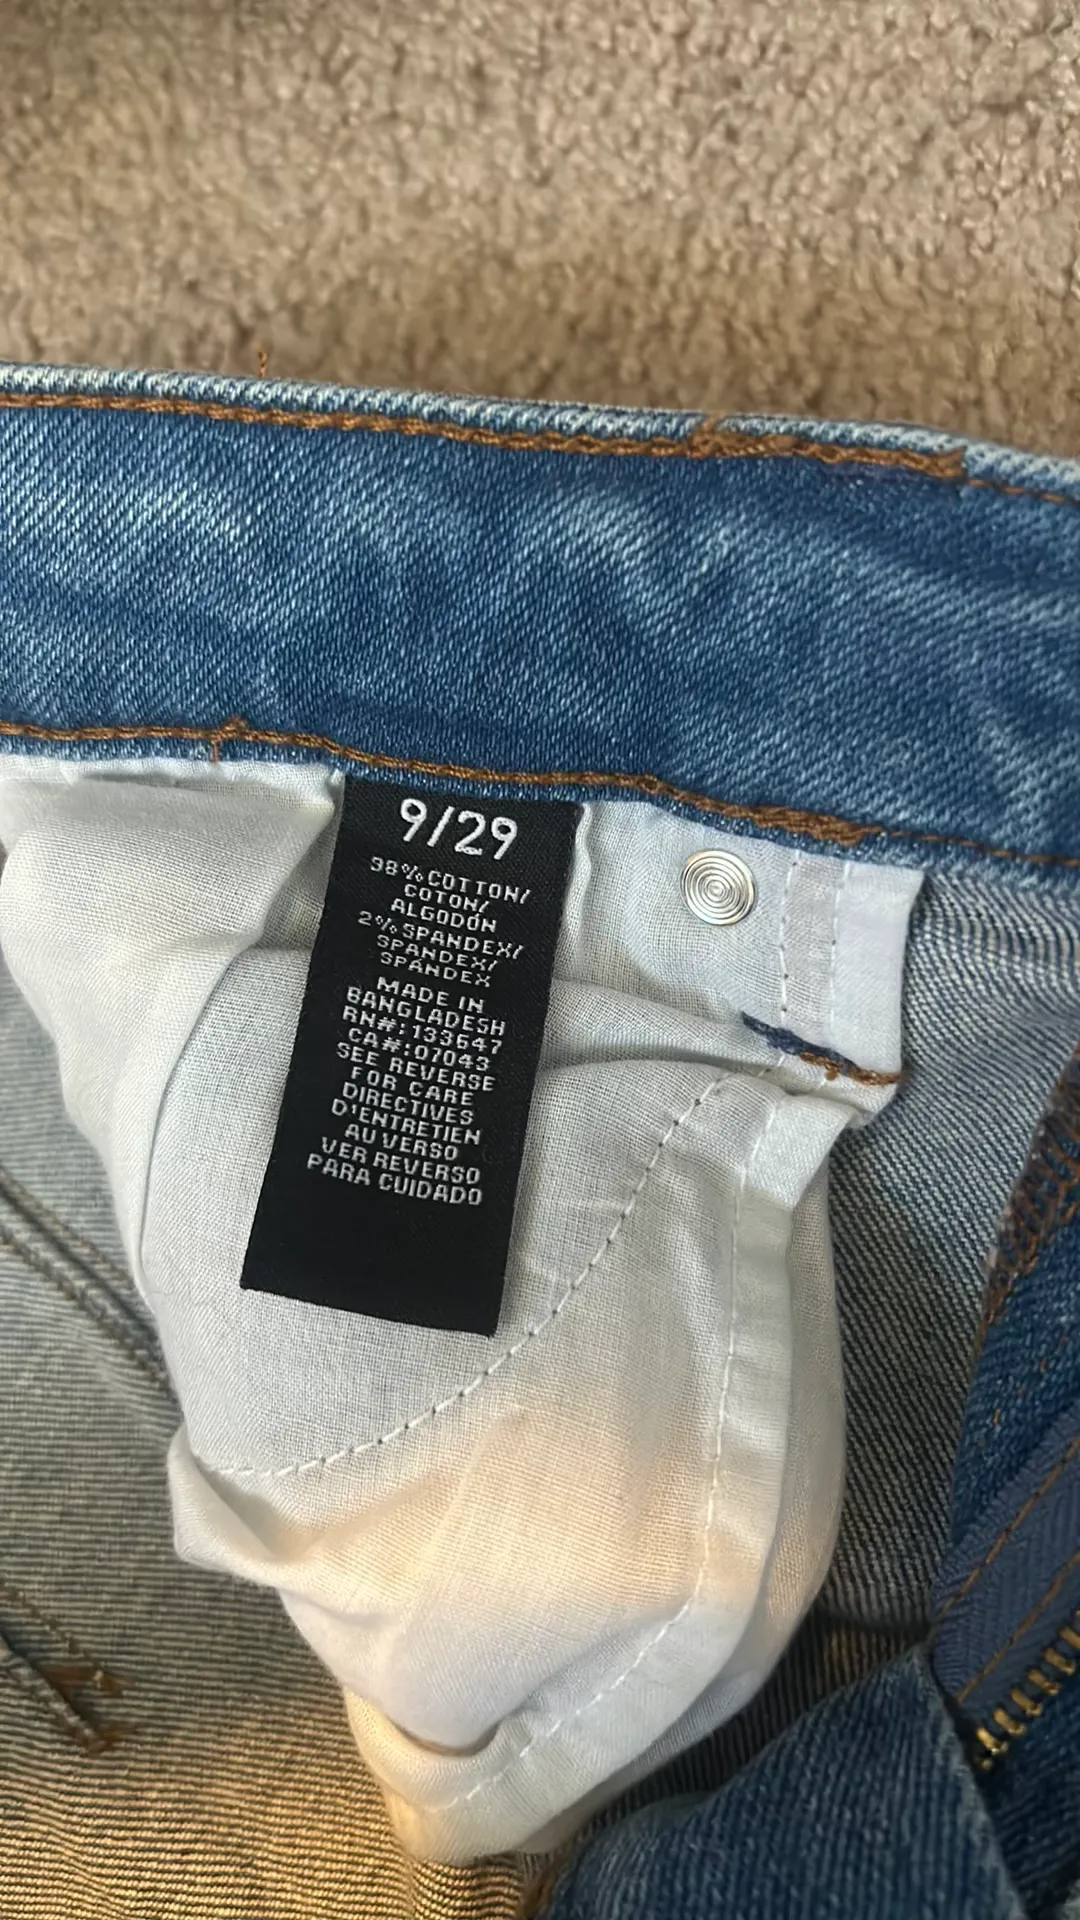 9/29
98% COTTON/
COTON/
ALGODÓN
2% SPANDEX/
SPANDEX/
SPÁNDEX
MADE IN
BANGLADESH
RN#:133647
CA#:07043
SEE REVERSE
FOR CARE
DIRECTIVES
D'ENTRETIEN
AU VERSO
VER REVERSO
PARA CUIDADO